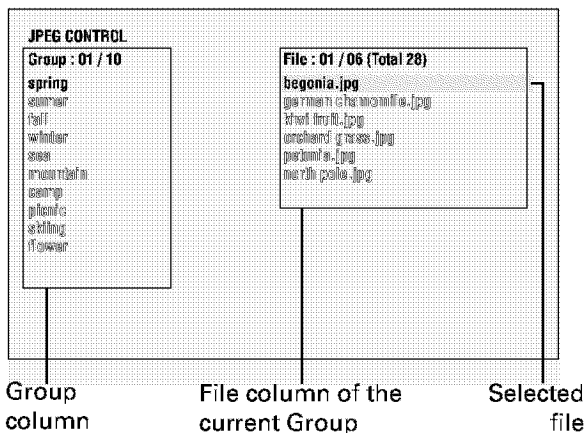 JPEG CONTROL
Group : 01 / 10
spring
summer
fall
winter
sea
mountain
camp
picnic
skiing
flower
File : 01 / 06 (Total 28)
begonia.jpg
german chamomile.jpg
kiwi fruit.jpg
orchard grass.jpg
petunia.jpg
north pole.jpg
Group column
File column of the current Group
Selected file